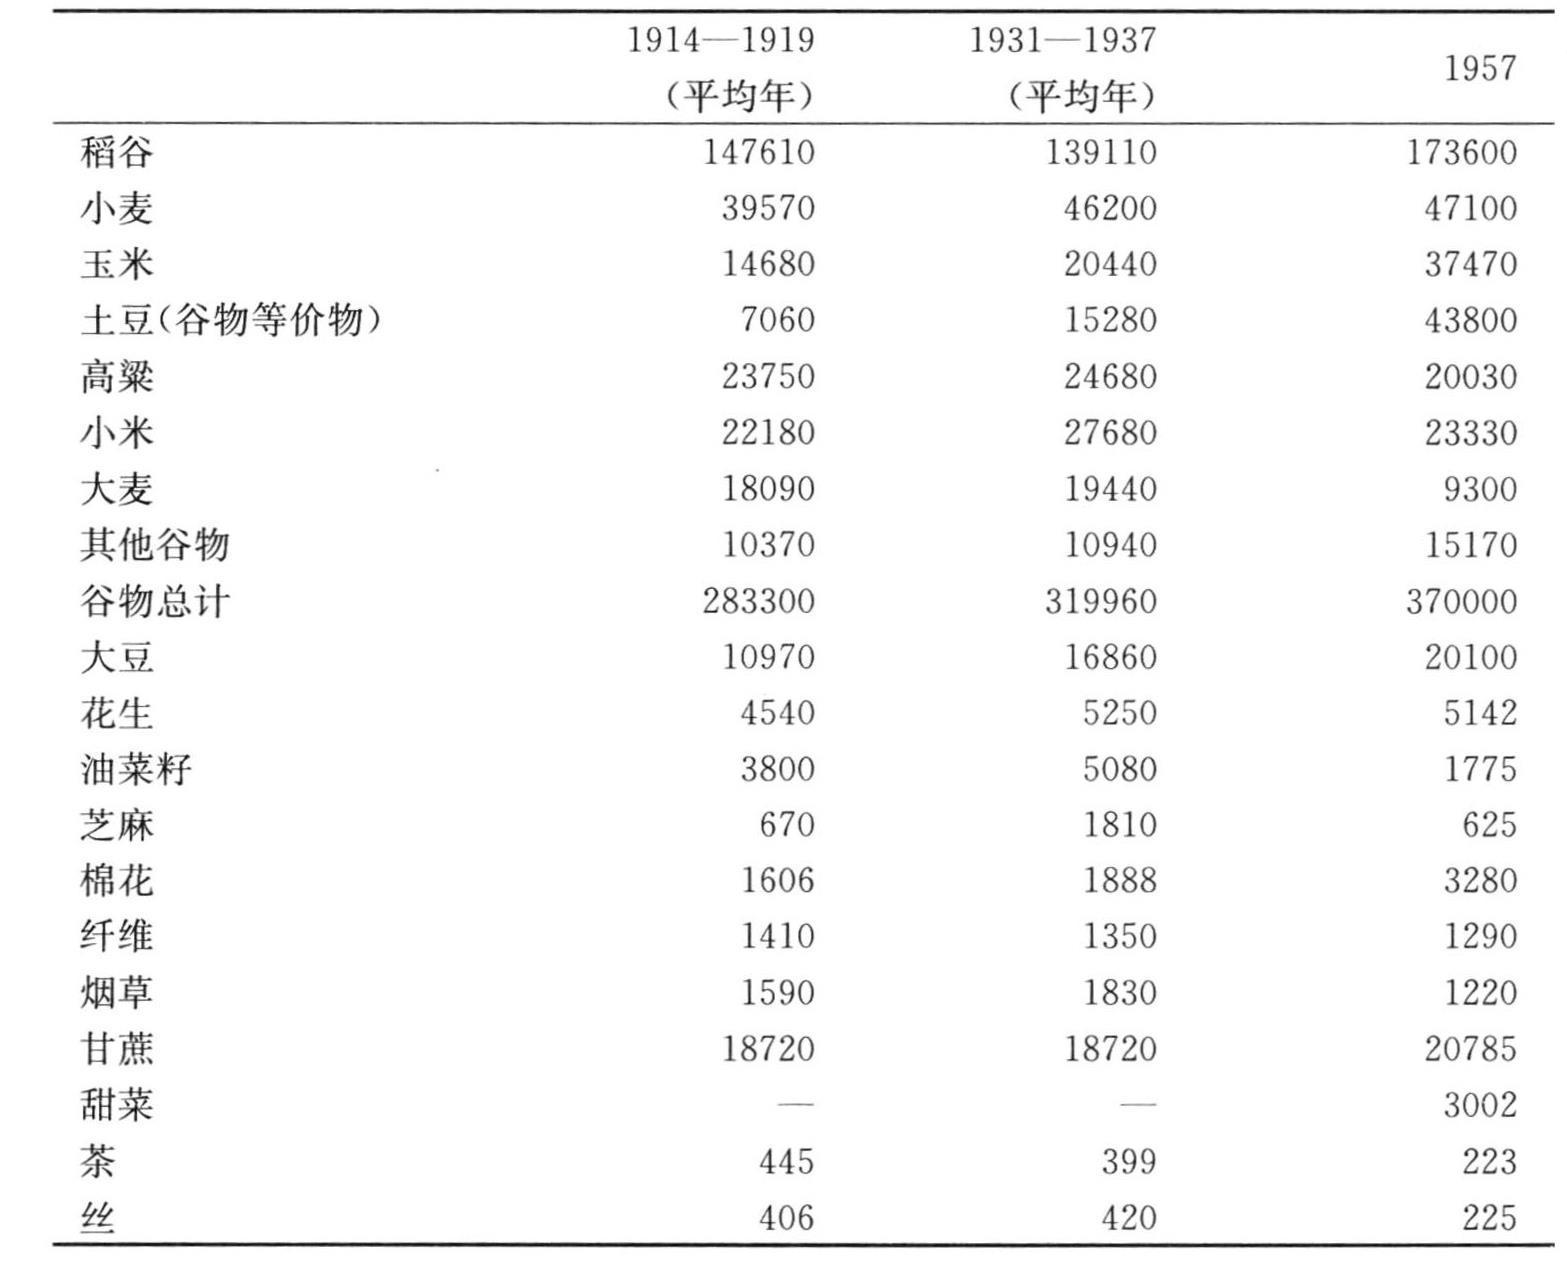 1914—1919 1931—1937 1957
(平均年) (平均年)
稻谷 147610 139110 173600
小麦 39570 46200 47100
玉米 14680 20440 37470
土豆(谷物等价物) 7060 15280 43800
高粱 23750 24680 20030
小米 22180 27680 23330
大麦 18090 19440 9300
其他谷物 10370 10940 15170
谷物总计 283300 319960 370000
大豆 10970 16860 20100
花生 4540 5250 5142
油菜籽 3800 5080 1775
芝麻 670 1810 625
棉花 1606 1888 3280
纤维 1410 1350 1290
烟草 1590 1830 1220
甘蔗 18720 18720 20785
甜菜 — — 3002
茶 445 399 223
丝 406 420 225